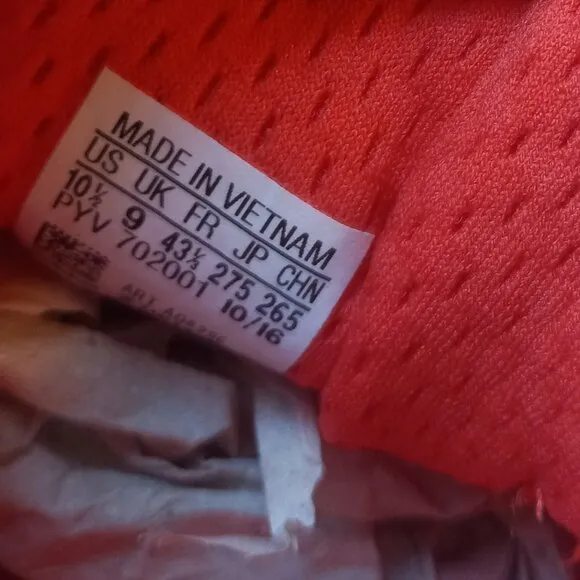 MADE IN VIETNAM
US UK FR JP CHN
10½ 9 43⅓ 275 265
PYV 702001 10/16
ART